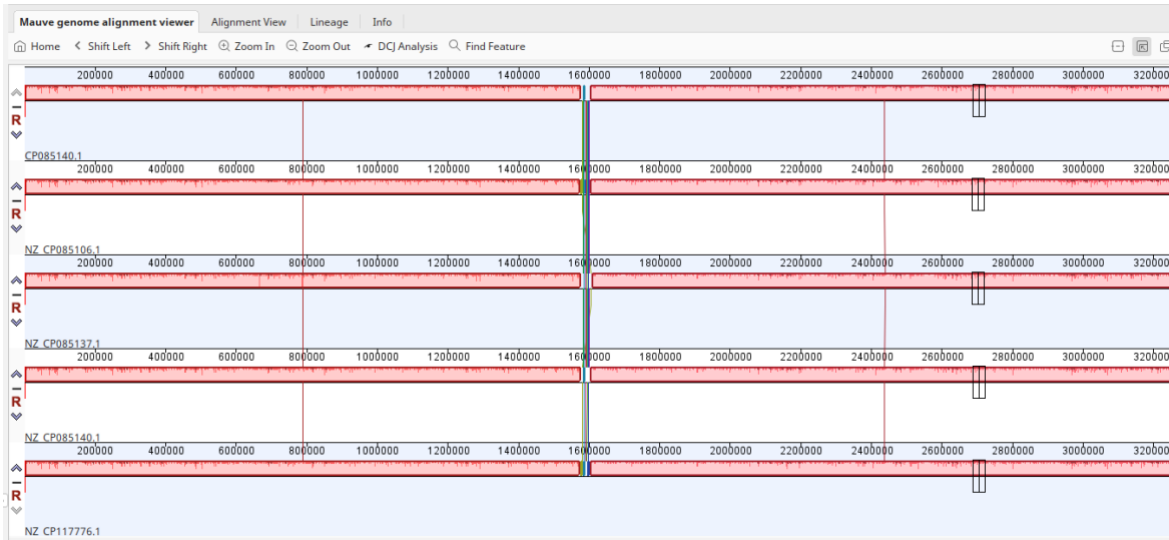 Mauve genome alignment viewer Alignment View Lineage Info
Home Shift Left Shift Right Zoom In Zoom Out DCJ Analysis Find Feature
200000 400000 600000 800000 1000000 1200000 1400000 1600000 1800000 2000000 2200000 2400000 2600000 2800000 3000000 320000
R
CP085140.1
200000 400000 600000 800000 1000000 1200000 1400000 1600000 1800000 2000000 2200000 2400000 2600000 2800000 3000000 320000
R
NZ_CP085106.1
200000 400000 600000 800000 1000000 1200000 1400000 1600000 1800000 2000000 2200000 2400000 2600000 2800000 3000000 320000
R
NZ_CP085137.1
200000 400000 600000 800000 1000000 1200000 1400000 1600000 1800000 2000000 2200000 2400000 2600000 2800000 3000000 320000
R
NZ_CP085140.1
200000 400000 600000 800000 1000000 1200000 1400000 1600000 1800000 2000000 2200000 2400000 2600000 2800000 3000000 320000
R
NZ_CP117776.1